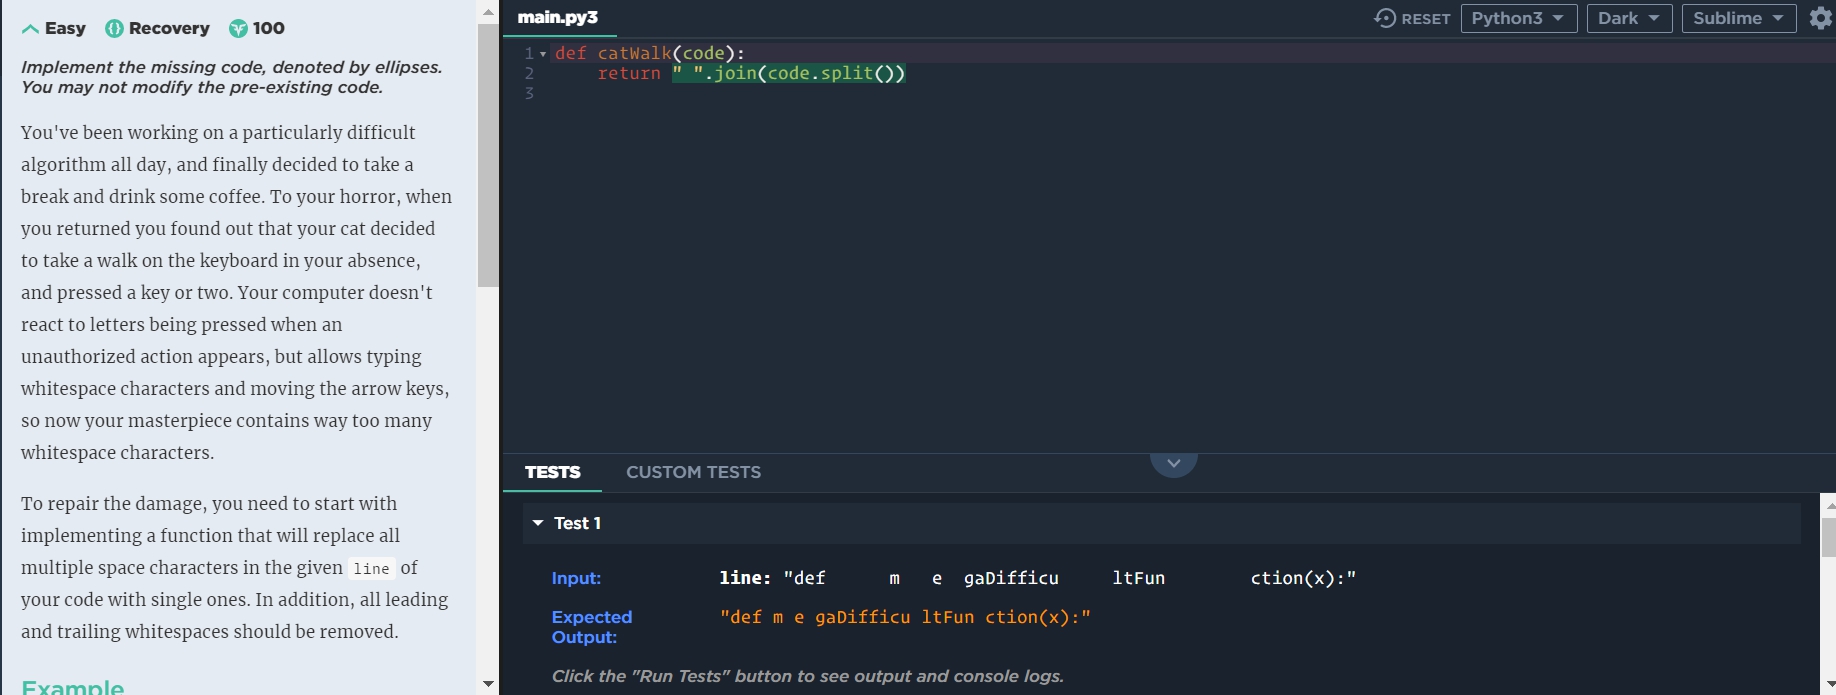 Easy Recovery 100
Implement the missing code, denoted by ellipses.
You may not modify the pre-existing code.
You've been working on a particularly difficult
algorithm all day, and finally decided to take a
break and drink some coffee. To your horror, when
you returned you found out that your cat decided
to take a walk on the keyboard in your absence,
and pressed a key or two. Your computer doesn't
react to letters being pressed when an
unauthorized action appears, but allows typing
whitespace characters and moving the arrow keys,
so now your masterpiece contains way too many
whitespace characters.
To repair the damage, you need to start with
implementing a function that will replace all
multiple space characters in the given line of
your code with single ones. In addition, all leading
and trailing whitespaces should be removed.
Example
main.py3
RESET Python3 Dark Sublime
1 def catWalk(code):
2     return " ".join(code.split())
3
TESTS CUSTOM TESTS
Test 1
Input: line: "def      m   e  gaDifficu     ltFun        ction(x):"
Expected "def m e gaDifficu ltFun ction(x):"
Output:
Click the "Run Tests" button to see output and console logs.